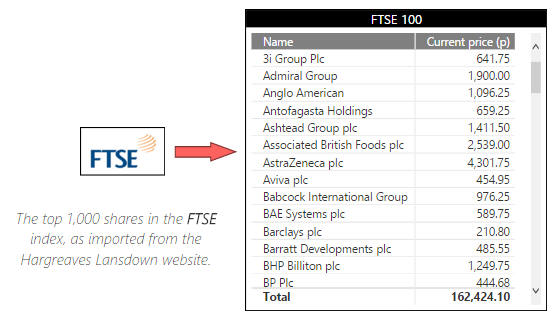 FTSE
The top 1,000 shares in the FTSE
index, as imported from the
Hargreaves Lansdown website.
FTSE 100
Name Current price (p)
3i Group Plc 641.75
Admiral Group 1,900.00
Anglo American 1,096.25
Antofagasta Holdings 659.25
Ashtead Group plc 1,411.50
Associated British Foods plc 2,539.00
AstraZeneca plc 4,301.75
Aviva plc 454.95
Babcock International Group 976.25
BAE Systems plc 589.75
Barclays plc 210.80
Barratt Developments plc 485.55
BHP Billiton plc 1,249.75
BP Plc 444.68
Total 162,424.10